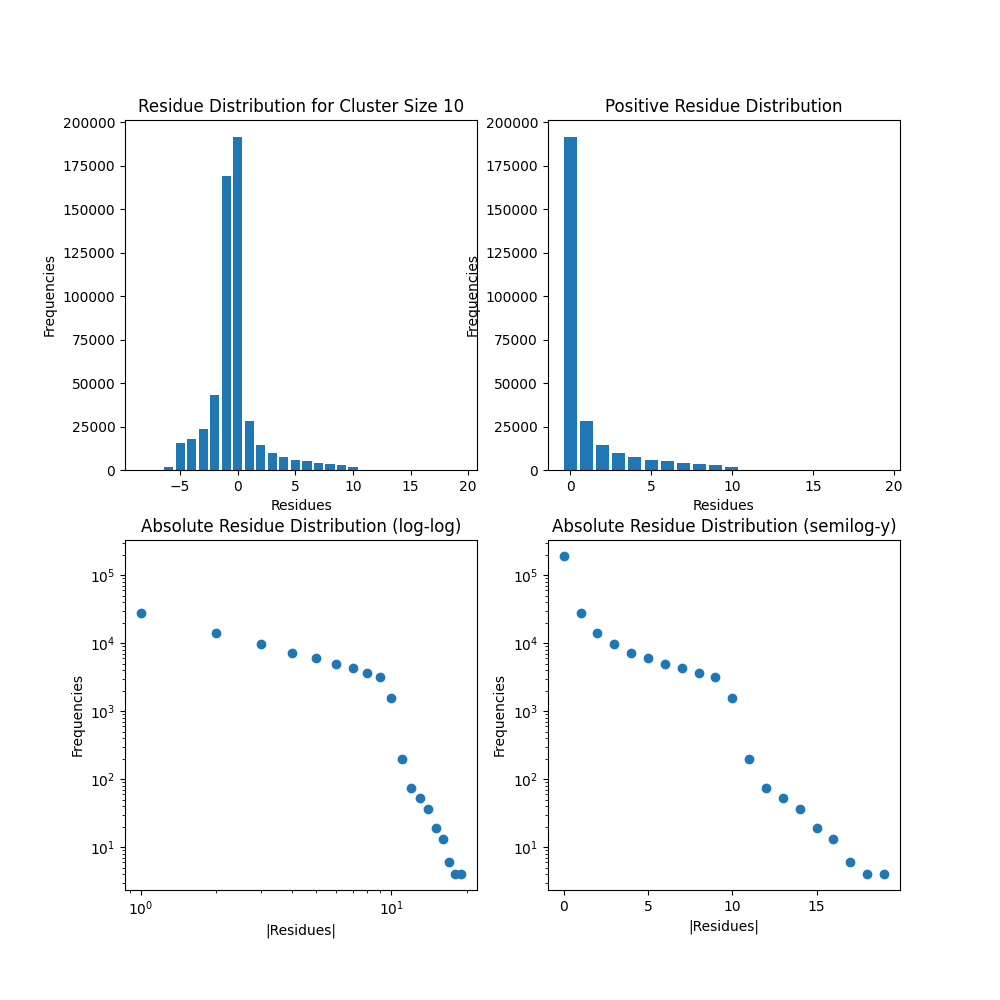 Residue Distribution for Cluster Size 10
Positive Residue Distribution
200000
175000
150000
125000
100000
75000
50000
25000
0
Frequencies
−5 0 5 10 15 20
Residues
200000
175000
150000
125000
100000
75000
50000
25000
0
Frequencies
0 5 10 15 20
Residues
Absolute Residue Distribution (log-log)
Absolute Residue Distribution (semilog-y)
10⁵
10⁴
10³
10²
10¹
Frequencies
10⁰ 10¹
|Residues|
10⁵
10⁴
10³
10²
10¹
Frequencies
0 5 10 15
|Residues|